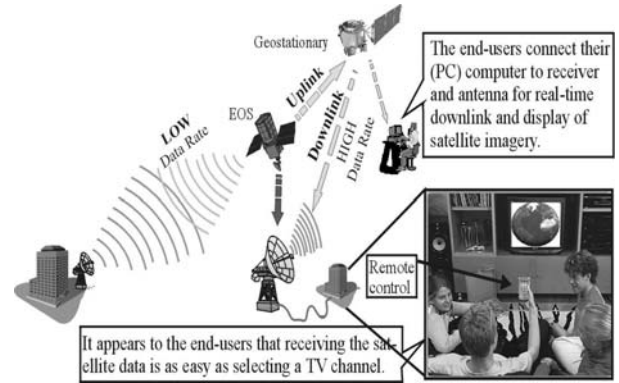 Geostationary
The end-users connect their
(PC) computer to receiver
and antenna for real-time
downlink and display of
satellite imagery.
EOS
Uplink
Downlink
HIGH
Data Rate
LOW
Data Rate
Remote
control
It appears to the end-users that receiving the sat-
ellite data is as easy as selecting a TV channel.